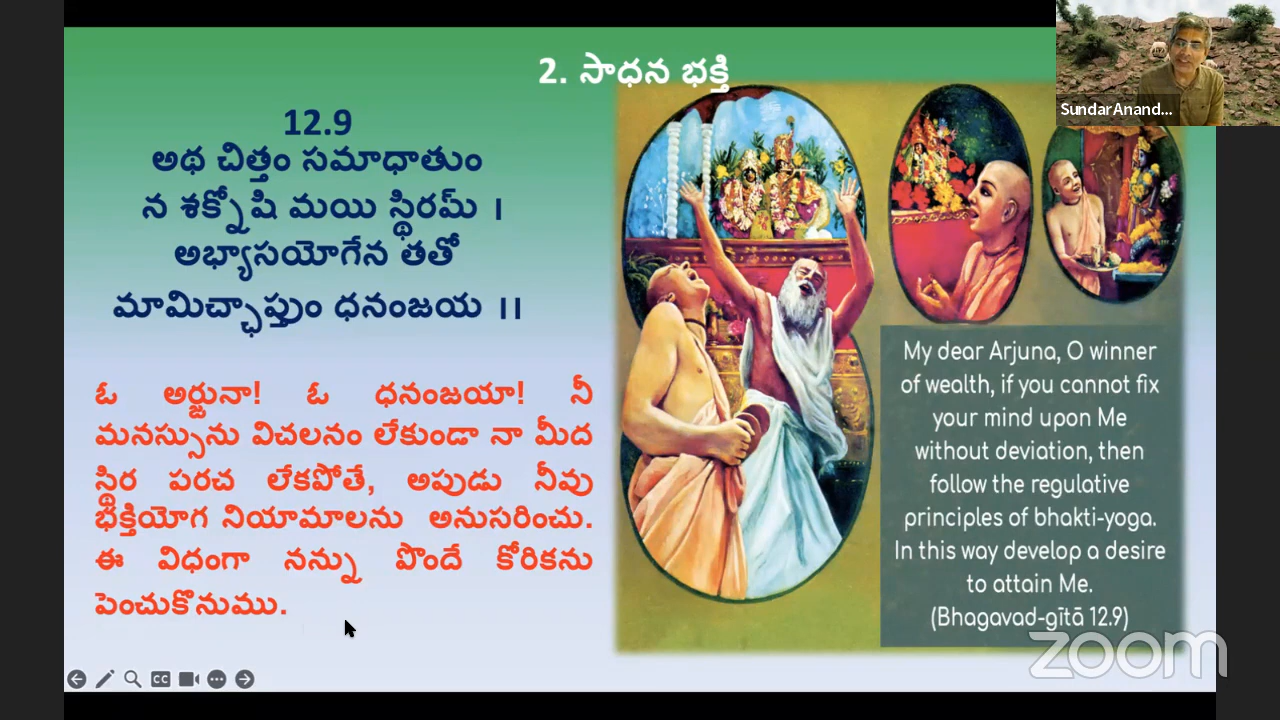 2. సాధన భక్తి
12.9
అథ చిత్తం సమాధాతుం
న శక్నోషి మయి స్థిరమ్ ।
అభ్యాసయోగేన తతో
మామిచ్ఛాప్తుం ధనంజయ ।।
ఓ అర్జునా! ఓ ధనంజయా! నీ
మనస్సును విచలనం లేకుండా నా మీద
స్థిర పరచ లేకపోతే, అపుడు నీవు
భక్తియోగ నియామాలను అనుసరించు.
ఈ విధంగా నన్ను పొందే కోరికను
పెంచుకొనుము.
My dear Arjuna, O winner
of wealth, if you cannot fix
your mind upon Me
without deviation, then
follow the regulative
principles of bhakti-yoga.
In this way develop a desire
to attain Me.
(Bhagavad-gītā 12.9)
SundarAnand...
CC
zoom